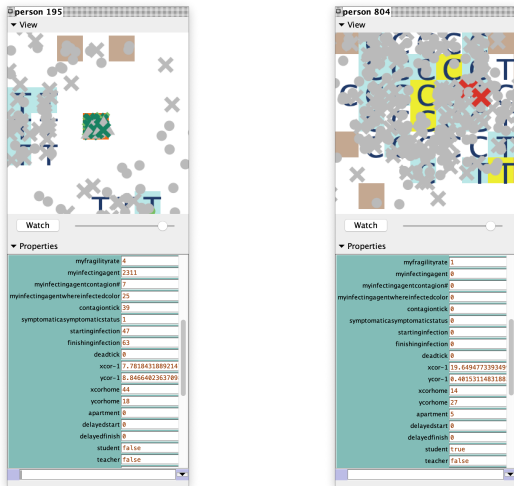 person 195
View
Watch
Properties
myfragilityrate 4
myinfectingagent 2311
myinfectingagentcontagion# 7
myinfectingagentwhereinfectedcolor 25
contagiontick 39
symptomaticasymptomaticstatus 1
startinginfection 47
finishinginfection 63
deadtick 0
xcor-1 7.7818431889214
ycor-1 8.8466402363709
xcorhome 44
ycorhome 18
apartment 0
delayedstart 0
delayedfinish 0
student false
teacher false
person 804
View
Watch
Properties
myfragilityrate 1
myinfectingagent 0
myinfectingagentcontagion# 0
myinfectingagentwhereinfectedcolor 0
contagiontick 0
symptomaticasymptomaticstatus 0
startinginfection 0
finishinginfection 0
deadtick 0
xcor-1 19.649477339349
ycor-1 0.4015311483188
xcorhome 14
ycorhome 27
apartment 5
delayedstart 0
delayedfinish 0
student true
teacher false